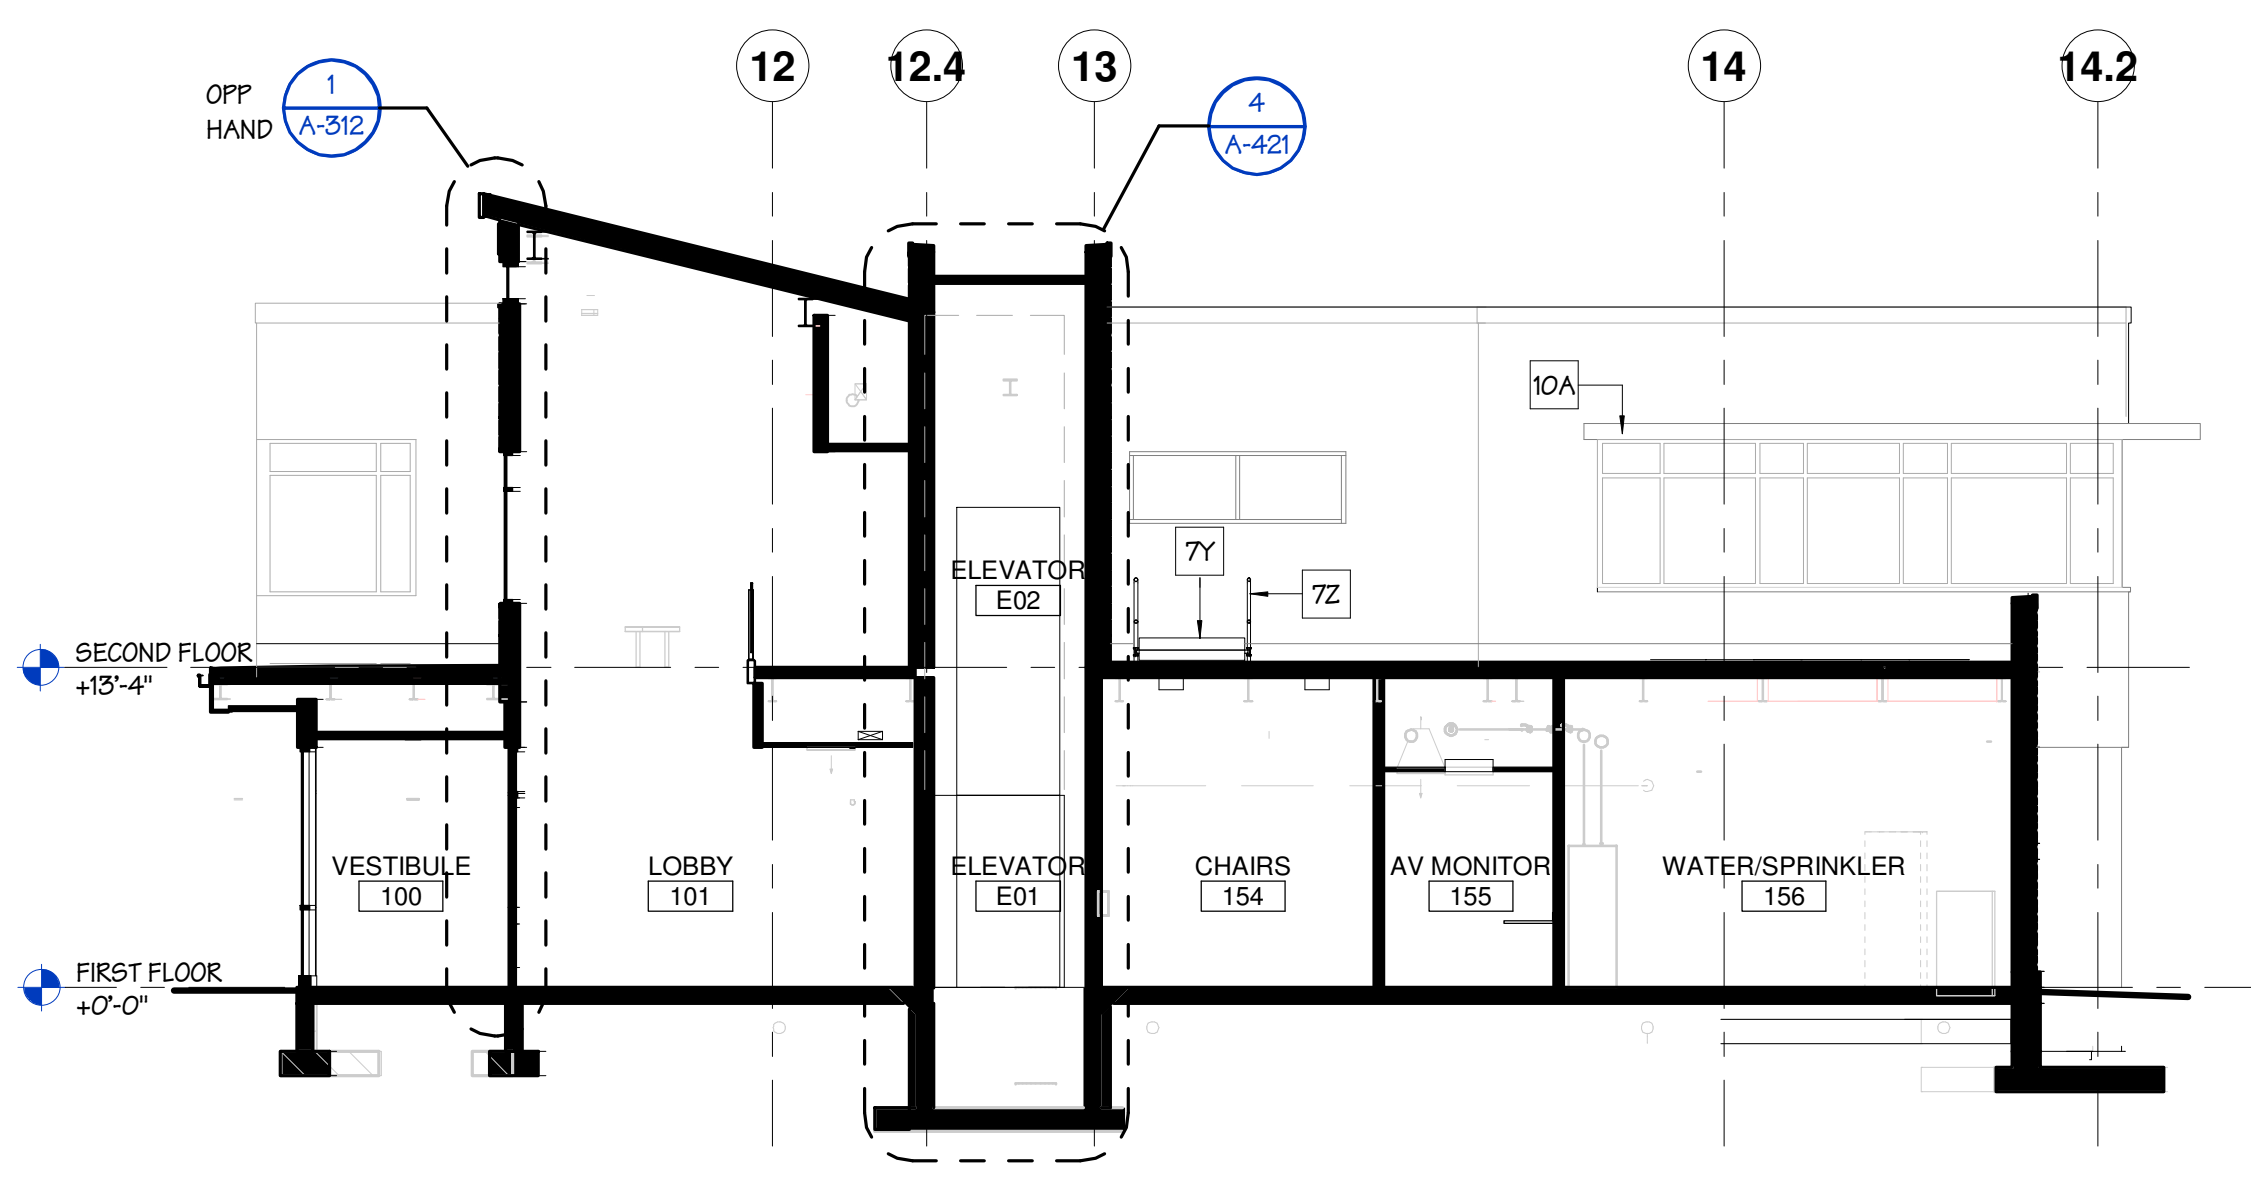 12
12.4
13
14
14.2
OPP
HAND
1
A-312
4
A-421
10A
7Y
7Z
ELEVATOR
E02
SECOND FLOOR
+13'-4"
VESTIBULE
100
LOBBY
101
ELEVATOR
E01
CHAIRS
154
AV MONITOR
155
WATER/SPRINKLER
156
FIRST FLOOR
+0'-0"